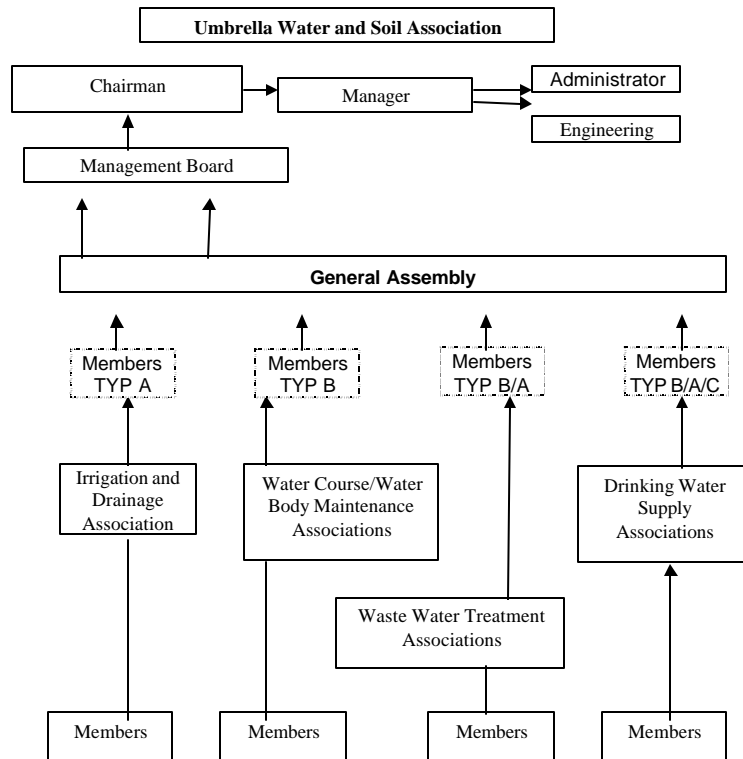 Umbrella Water and Soil Association
Chairman
Manager
Administrator
Engineering
Management Board
General Assembly
Members
TYP A
Members
TYP B
Members
TYP B/A
Members
TYP B/A/C
Irrigation and
Drainage
Association
Water Course/Water
Body Maintenance
Associations
Drinking Water
Supply
Associations
Waste Water Treatment
Associations
Members
Members
Members
Members